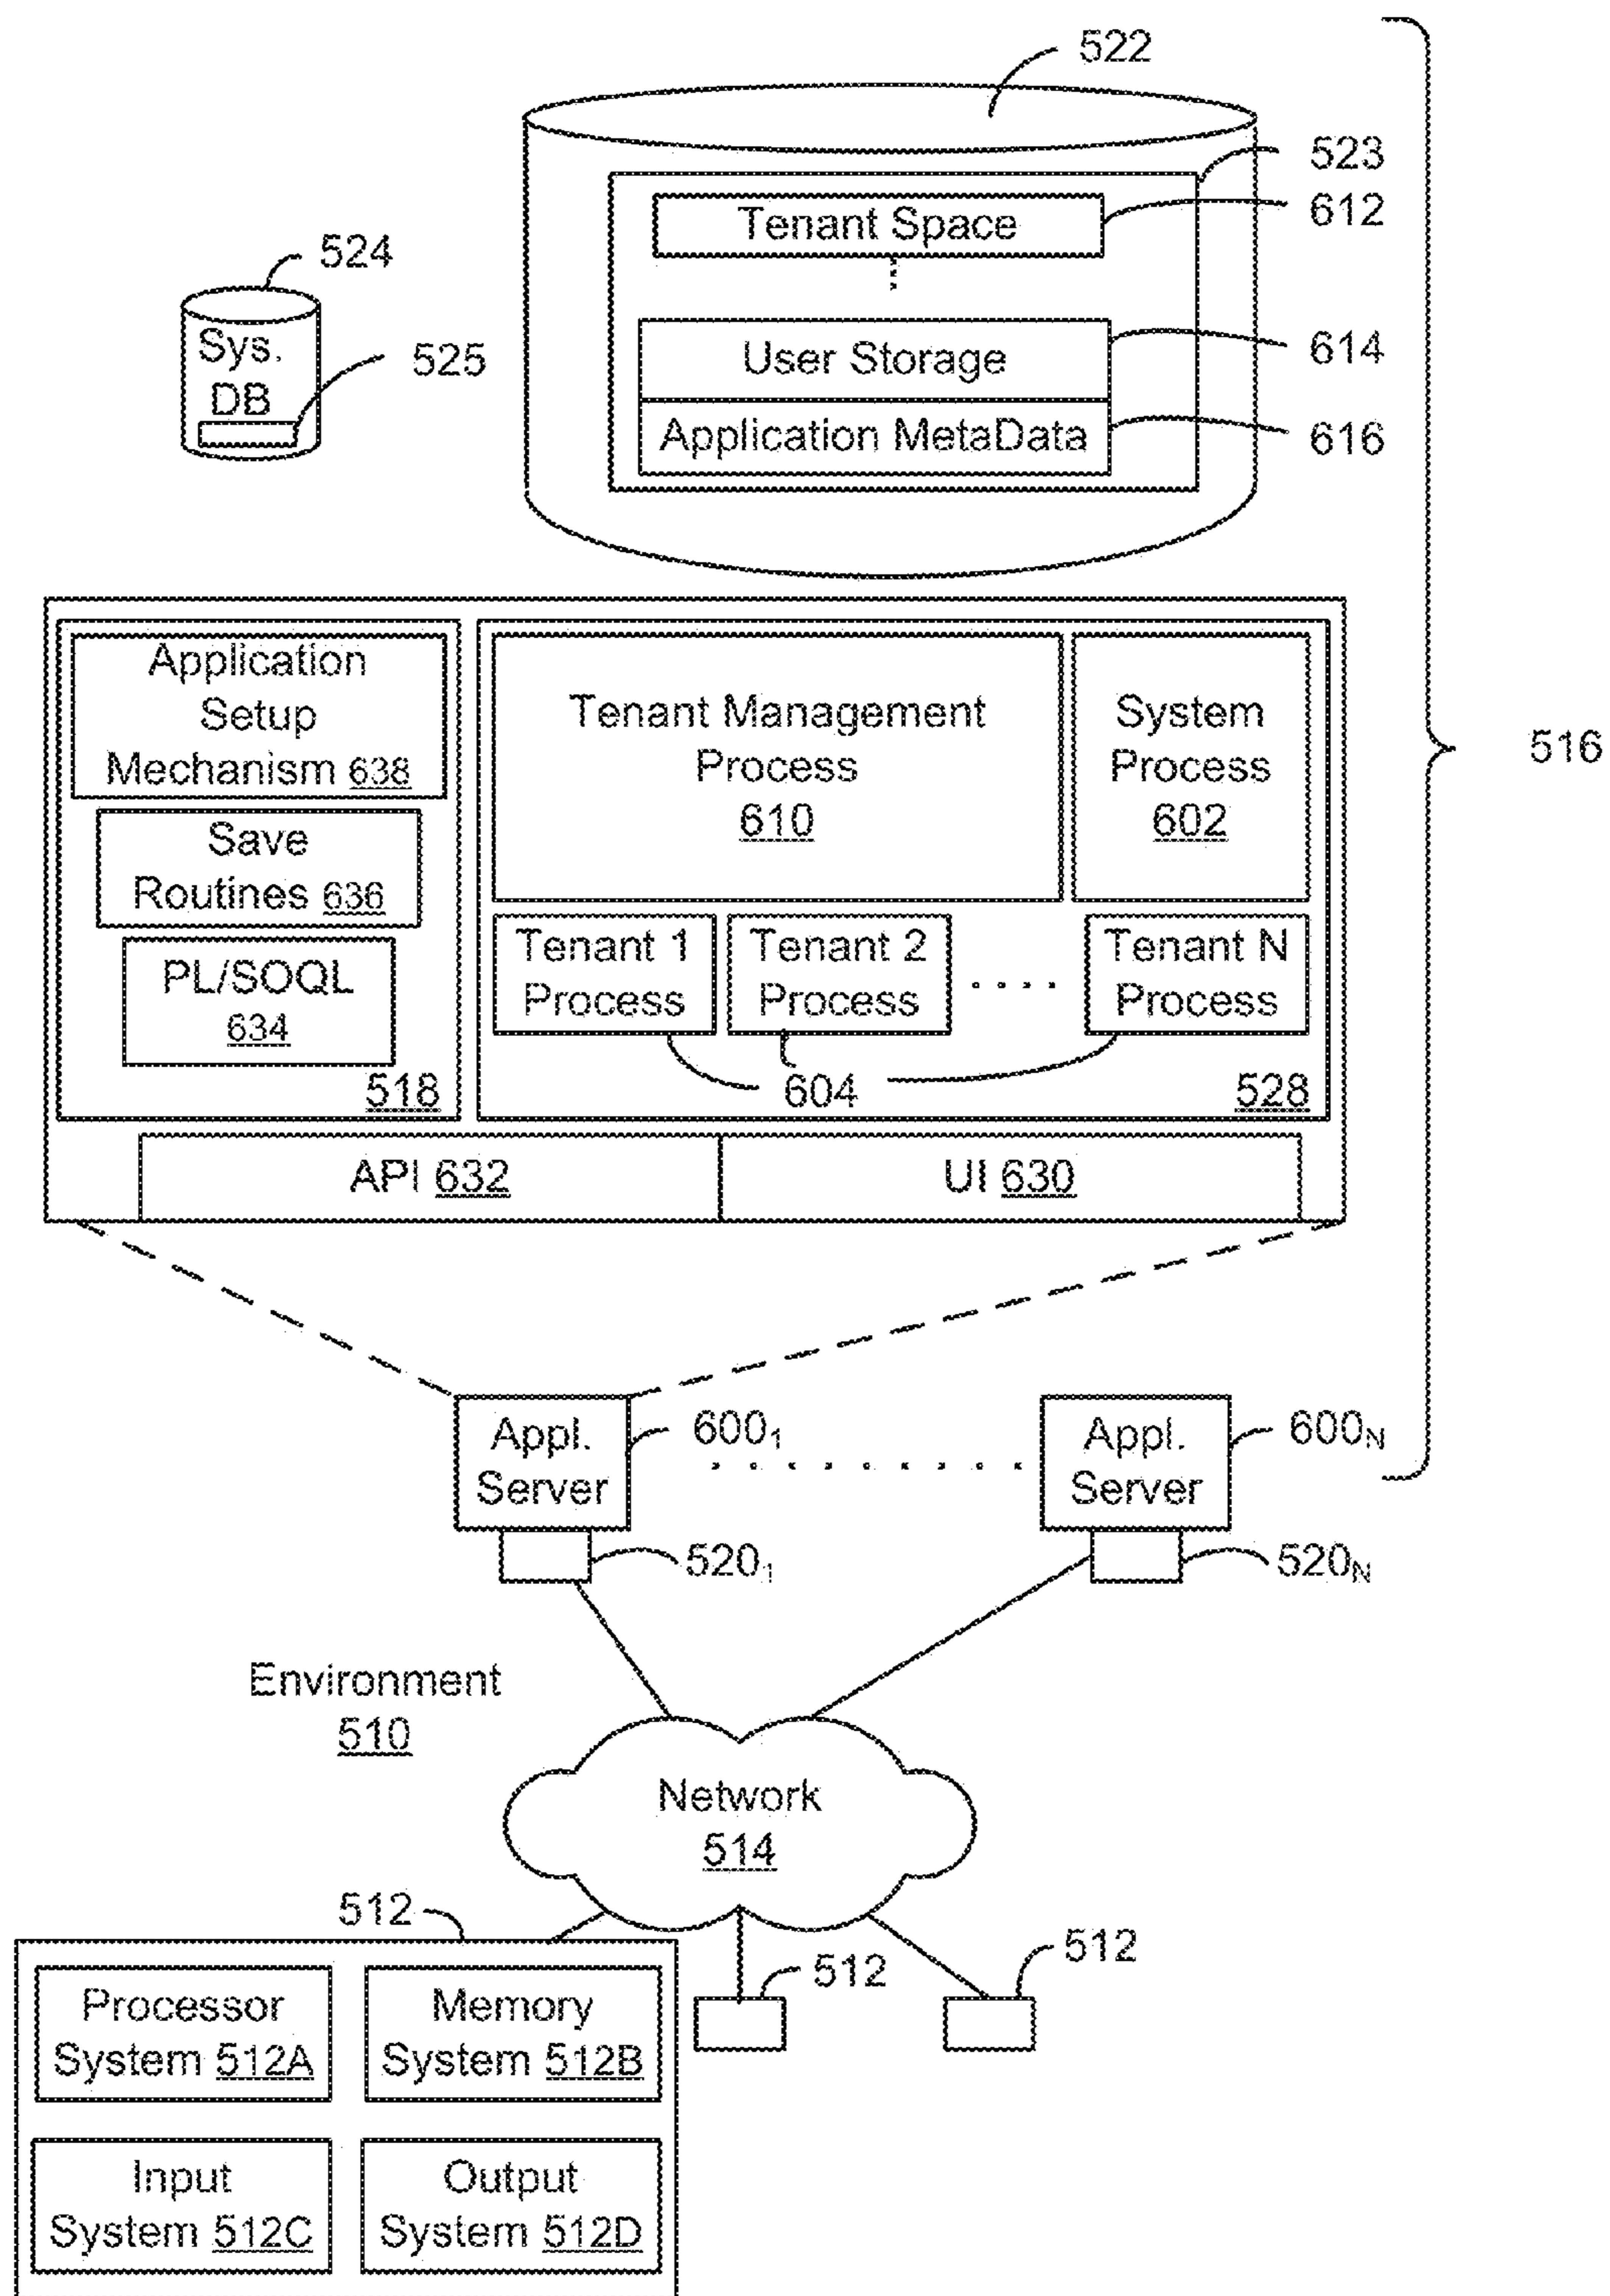 522
523
Tenant Space
612
524
Sys.
DB
525
User Storage
614
Application MetaData
616
516
Application
Setup
Mechanism 638
Save
Routines 636
PL/SOQL
634
518
Tenant Management
Process
610
System
Process
602
Tenant 1
Process
Tenant 2
Process
Tenant N
Process
604
528
API 632
UI 630
Appl.
Server
600₁
Appl.
Server
600N
520₁
520N
Environment
510
Network
514
512
512
512
Processor
System 512A
Memory
System 512B
Input
System 512C
Output
System 512D